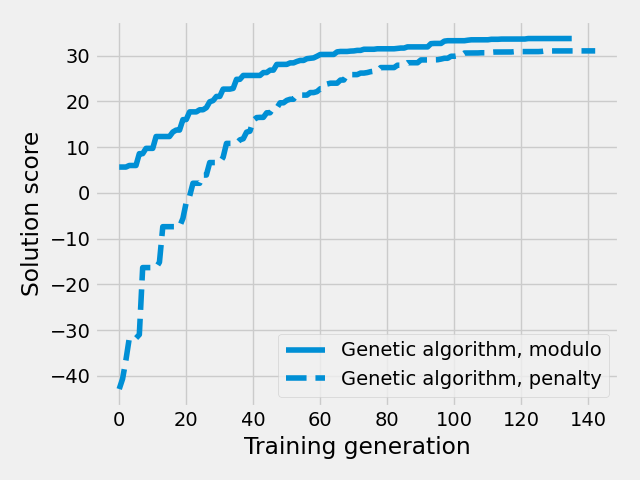 30
20
10
0
−10
−20
−30
−40
Solution score
Genetic algorithm, modulo
Genetic algorithm, penalty
0 20 40 60 80 100 120 140
Training generation